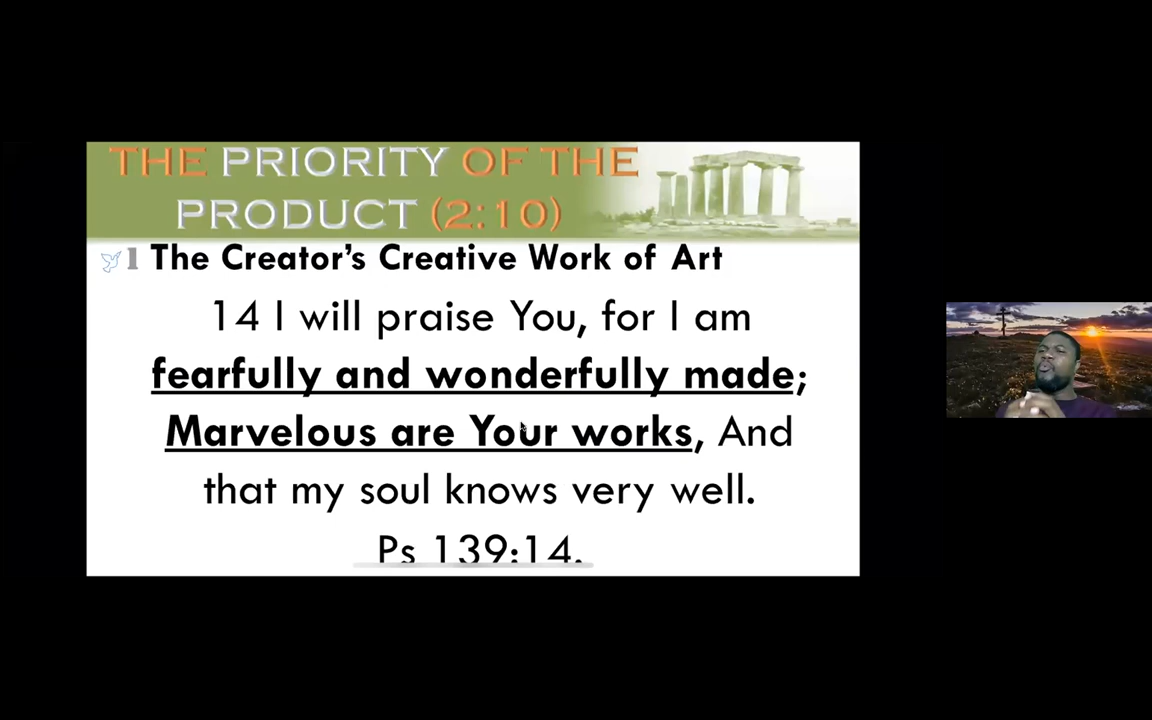 THE PRIORITY OF THE
PRODUCT (2:10)
1 The Creator's Creative Work of Art
14 I will praise You, for I am
fearfully and wonderfully made;
Marvelous are Your works, And
that my soul knows very well.
Ps 139:14.